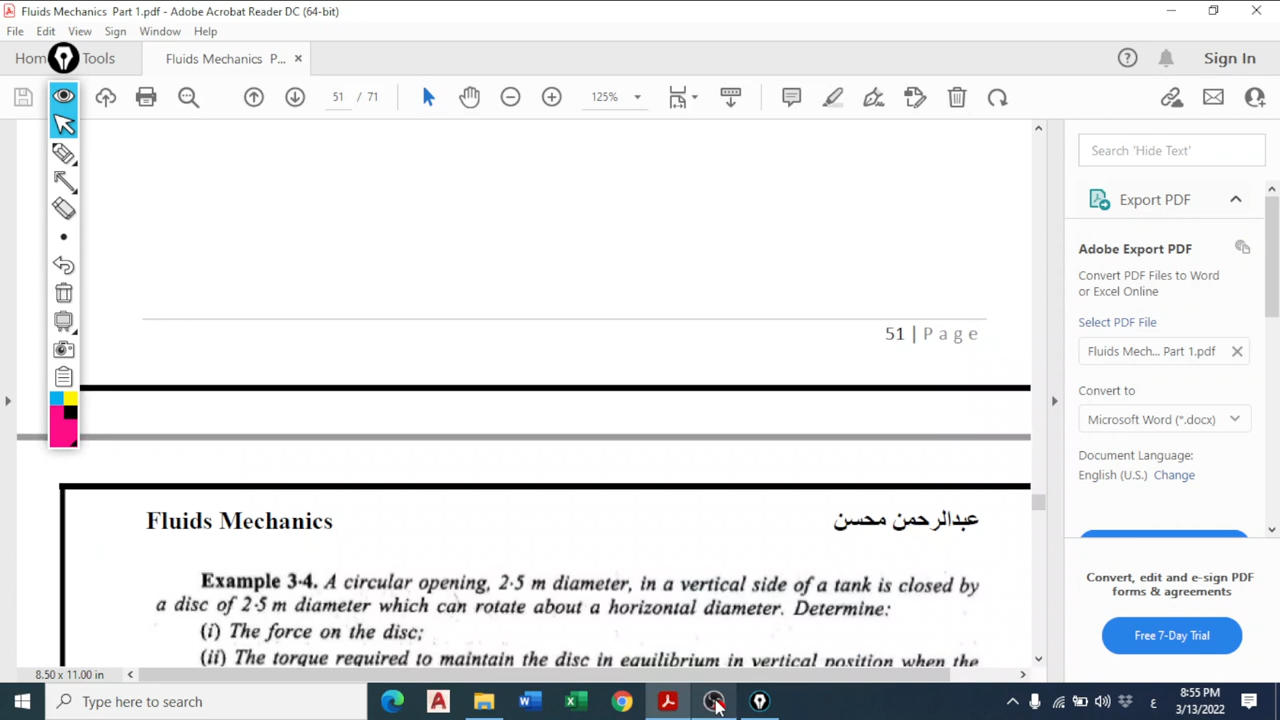 Fluids Mechanics Part 1.pdf - Adobe Acrobat Reader DC (64-bit)
File Edit View Sign Window Help
Hom Tools Fluids Mechanics P... × Sign In
51 / 71 125%
Search 'Hide Text'
Export PDF
Adobe Export PDF
Convert PDF Files to Word
or Excel Online
Select PDF File
Fluids Mech... Part 1.pdf
Convert to
Microsoft Word (*.docx)
Document Language:
English (U.S.) Change
Convert, edit and e-sign PDF
forms & agreements
Free 7-Day Trial
51 | Page
Fluids Mechanics عبدالرحمن محسن
Example 3·4. A circular opening, 2·5 m diameter, in a vertical side of a tank is closed by
a disc of 2·5 m diameter which can rotate about a horizontal diameter. Determine:
(i) The force on the disc;
(ii) The torque required to maintain the disc in equilibrium in vertical position when the
8.50 x 11.00 in
Type here to search
ع
8:55 PM
3/13/2022